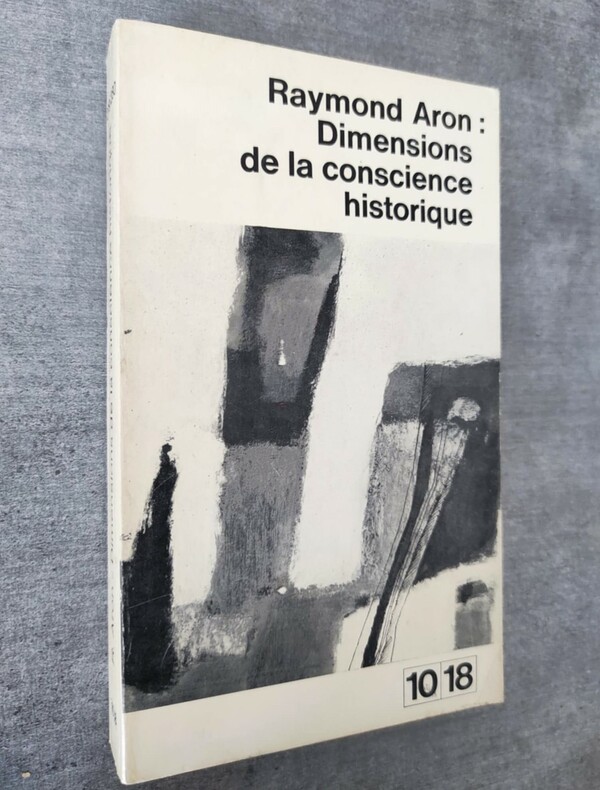 Raymond Aron :
Dimensions
de la conscience
historique
10 18